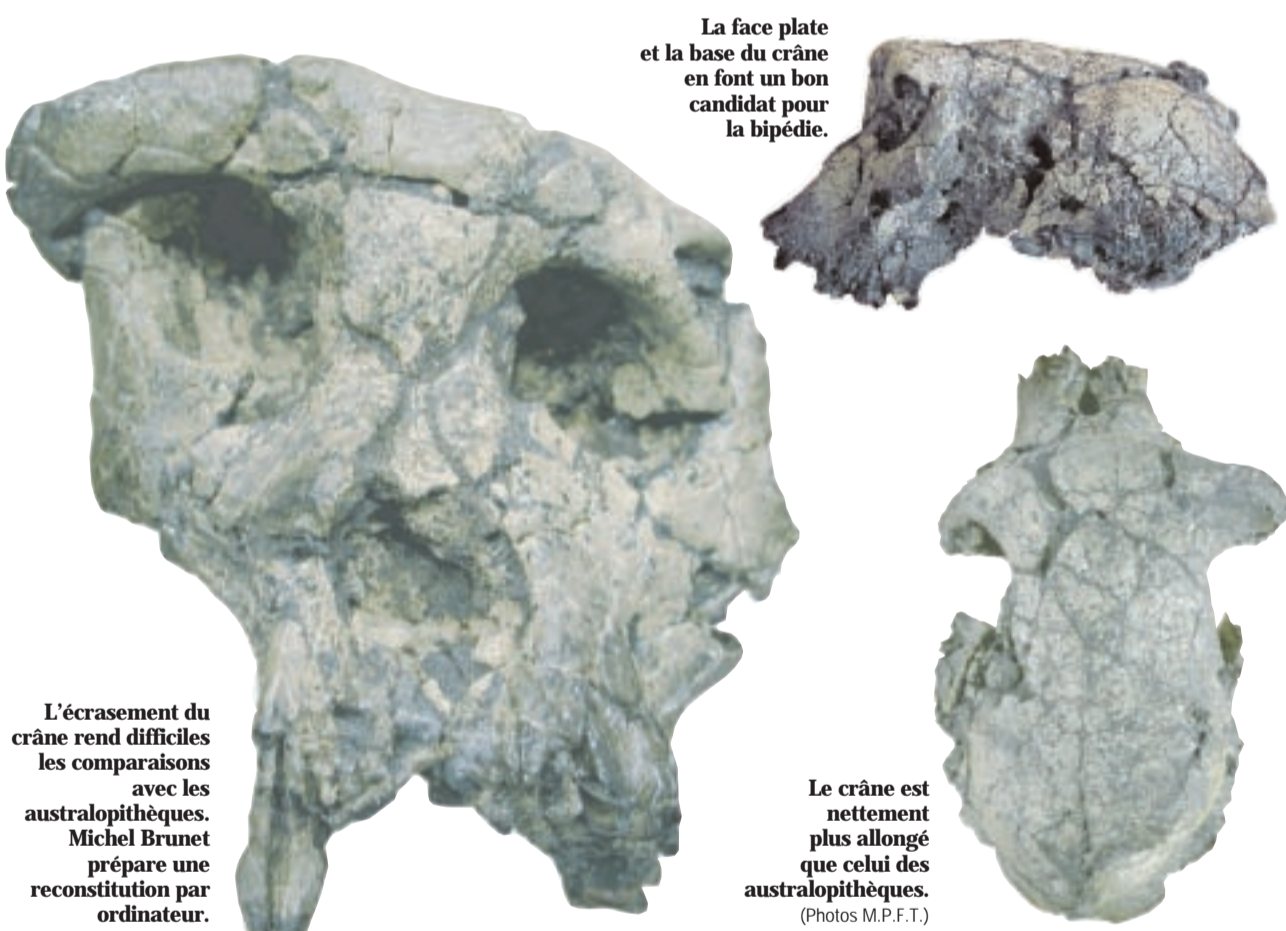 La face plate
et la base du crâne
en font un bon
candidat pour
la bipédie.
L'écrasement du
crâne rend difficiles
les comparaisons
avec les
australopithèques.
Michel Brunet
prépare une
reconstitution par
ordinateur.
Le crâne est
nettement
plus allongé
que celui des
australopithèques.
(Photos M.P.F.T.)